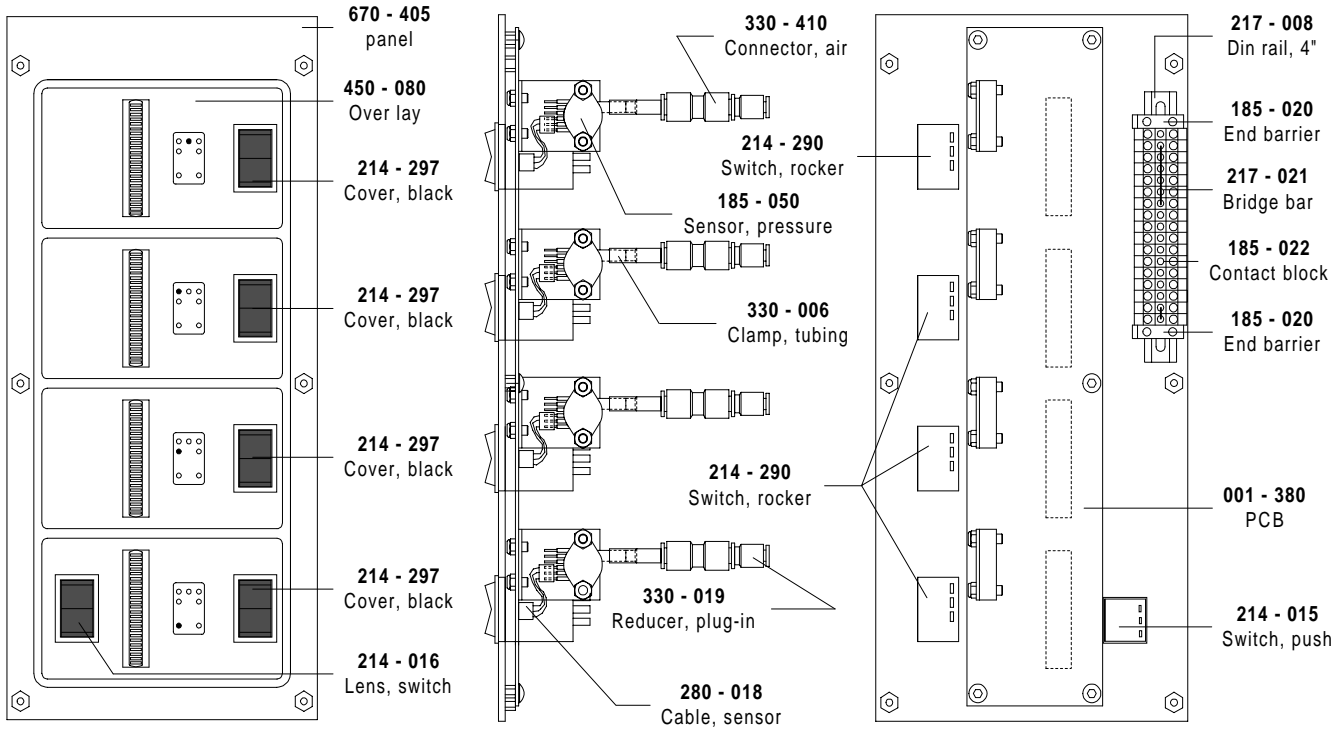 670 - 405
panel
450 - 080
Over lay
214 - 297
Cover, black
214 - 297
Cover, black
214 - 297
Cover, black
214 - 297
Cover, black
214 - 016
Lens, switch
330 - 410
Connector, air
214 - 290
Switch, rocker
185 - 050
Sensor, pressure
330 - 006
Clamp, tubing
214 - 290
Switch, rocker
330 - 019
Reducer, plug-in
280 - 018
Cable, sensor
217 - 008
Din rail, 4"
185 - 020
End barrier
217 - 021
Bridge bar
185 - 022
Contact block
185 - 020
End barrier
001 - 380
PCB
214 - 015
Switch, push